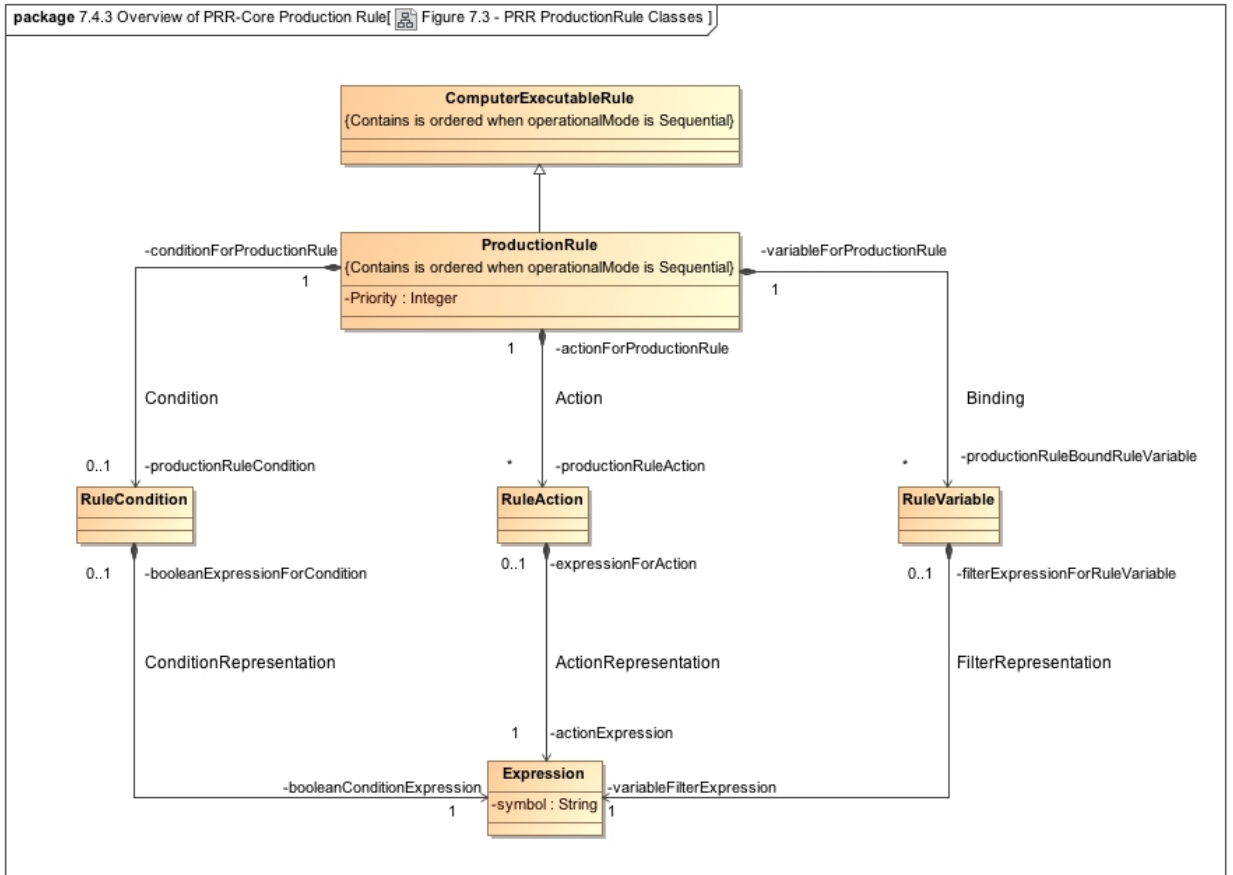 package 7.4.3 Overview of PRR-Core Production Rule[ Figure 7.3 - PRR ProductionRule Classes ]
ComputerExecutableRule
{Contains is ordered when operationalMode is Sequential}
-conditionForProductionRule
1
ProductionRule
{Contains is ordered when operationalMode is Sequential}
-Priority : Integer
-variableForProductionRule
1
1
-actionForProductionRule
Condition
Action
Binding
0..1
-productionRuleCondition
*
-productionRuleAction
*
-productionRuleBoundRuleVariable
RuleCondition
RuleAction
RuleVariable
0..1
-booleanExpressionForCondition
0..1
-expressionForAction
0..1
-filterExpressionForRuleVariable
ConditionRepresentation
ActionRepresentation
FilterRepresentation
1
-actionExpression
-booleanConditionExpression
1
Expression
-symbol : String
-variableFilterExpression
1